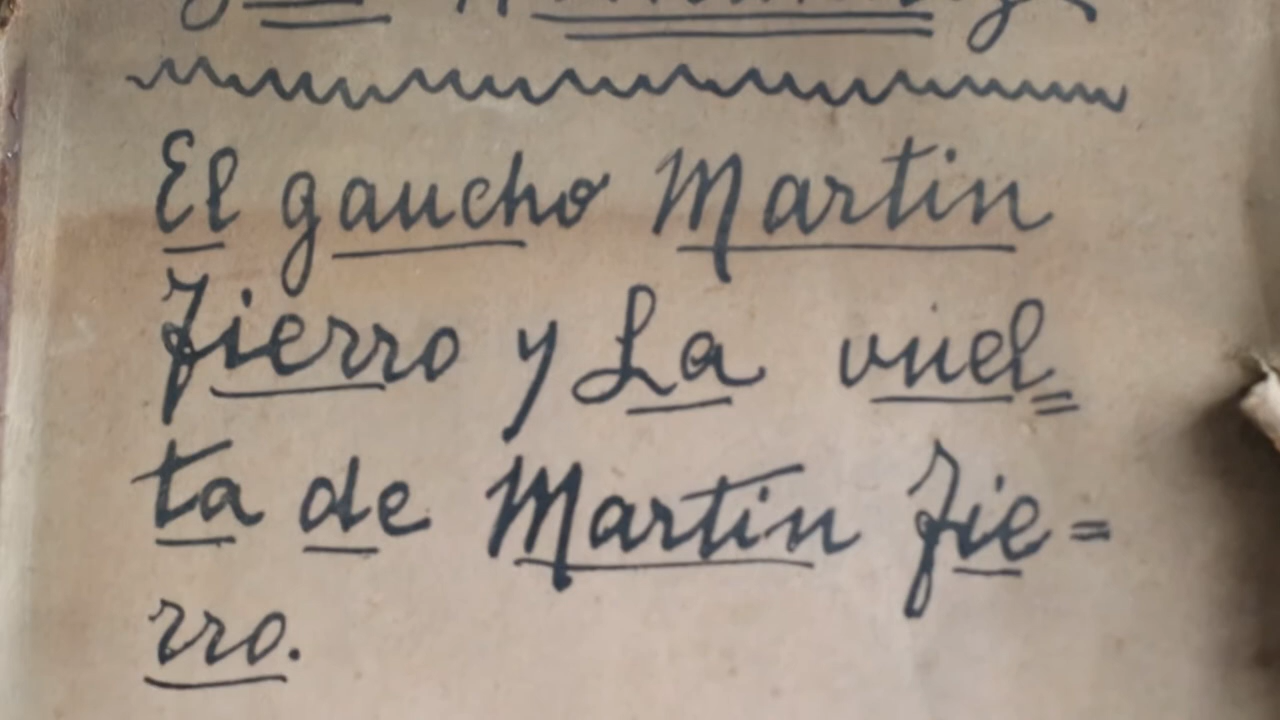 El gaucho Martin
Fierro y La vuel=
ta de Martin Fie=
rro.